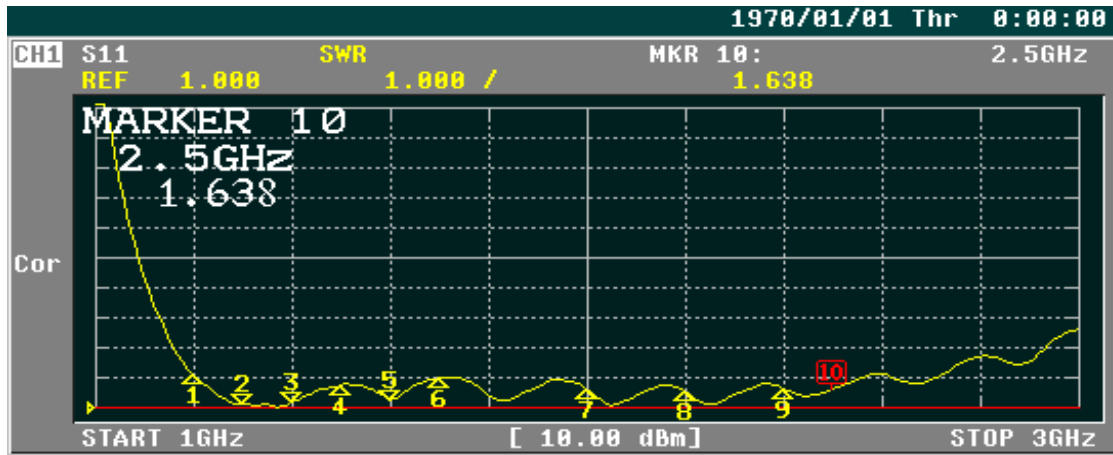 1970/01/01 Thr 0:00:00
CH1 S11 SWR MKR 10: 2.5GHz
REF 1.000 1.000 / 1.638
MARKER 10
2.5GHz
1.638
Cor
10
2 3 5
1 4 6 7 8 9
START 1GHz [ 10.00 dBm] STOP 3GHz